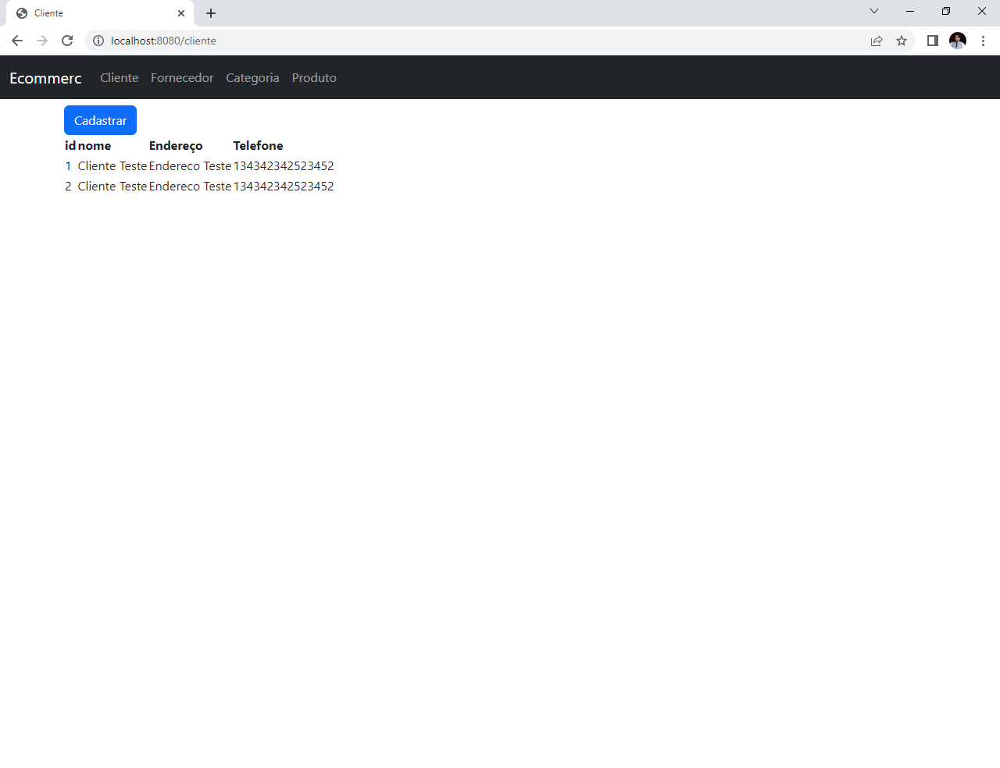 Cliente
localhost:8080/cliente
Ecommerc Cliente Fornecedor Categoria Produto
Cadastrar
id nome Endereço Telefone
1 Cliente Teste Endereco Teste 134342342523452
2 Cliente Teste Endereco Teste 134342342523452